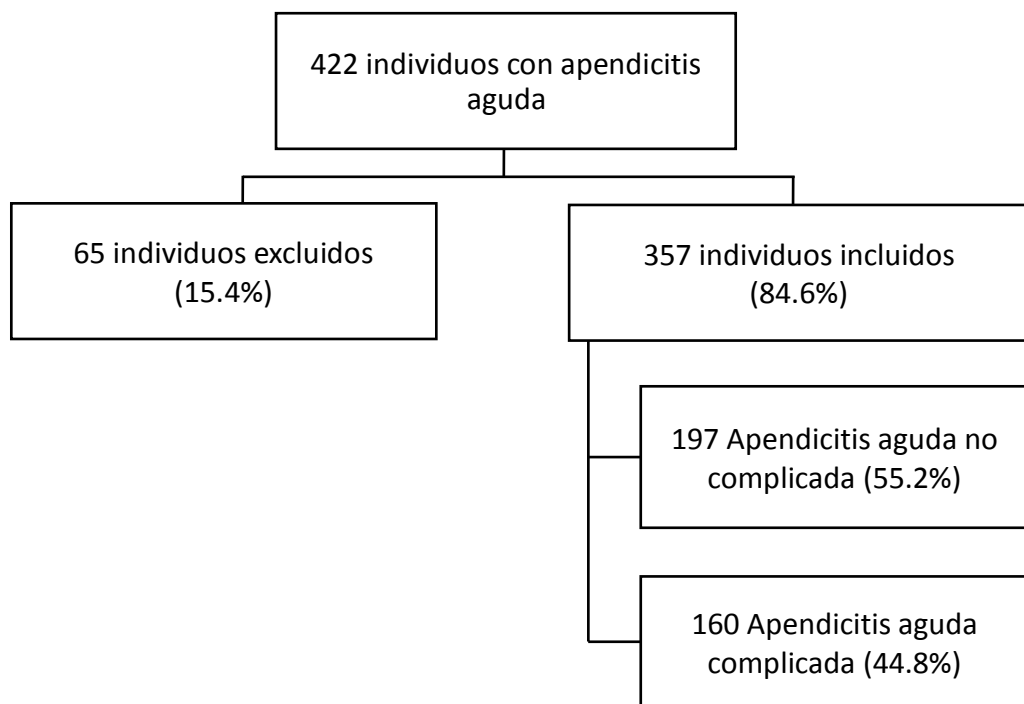 422 individuos con apendicitis
aguda
65 individuos excluidos
(15.4%)
357 individuos incluidos
(84.6%)
197 Apendicitis aguda no
complicada (55.2%)
160 Apendicitis aguda
complicada (44.8%)